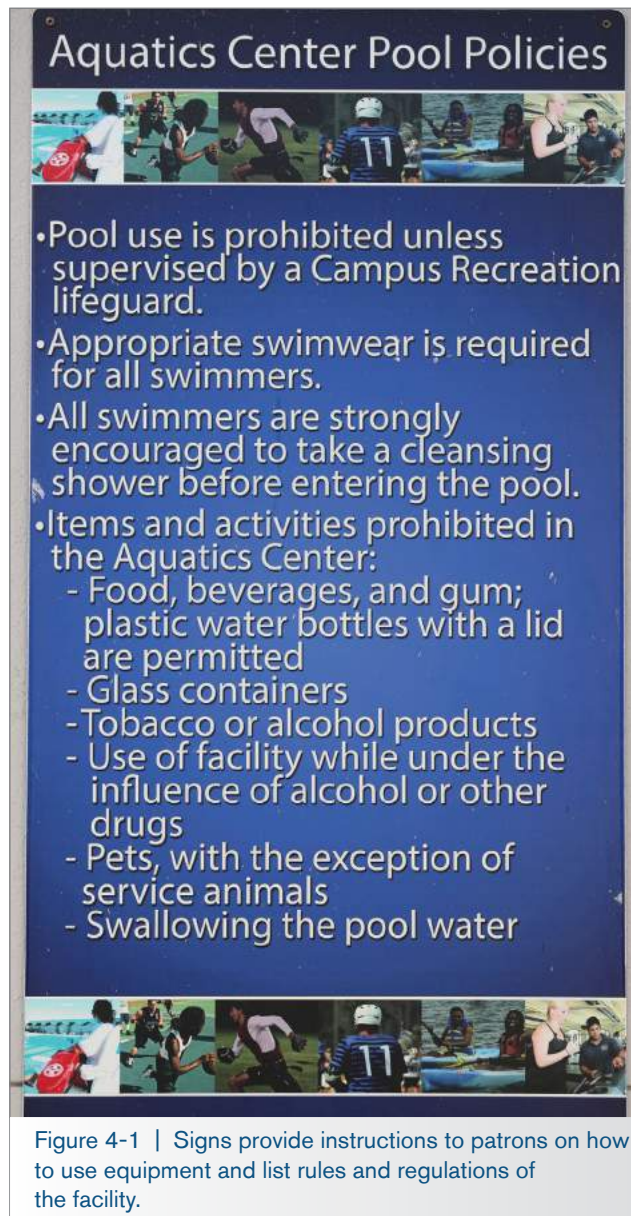 Aquatics Center Pool Policies
11
•Pool use is prohibited unless
supervised by a Campus Recreation
lifeguard.
•Appropriate swimwear is required
for all swimmers.
•All swimmers are strongly
encouraged to take a cleansing
shower before entering the pool.
•Items and activities prohibited in
the Aquatics Center:
- Food, beverages, and gum;
plastic water bottles with a lid
are permitted
- Glass containers
-Tobacco or alcohol products
- Use of facility while under the
influence of alcohol or other
drugs
- Pets, with the exception of
service animals
- Swallowing the pool water
11
Figure 4-1 | Signs provide instructions to patrons on how
to use equipment and list rules and regulations of
the facility.